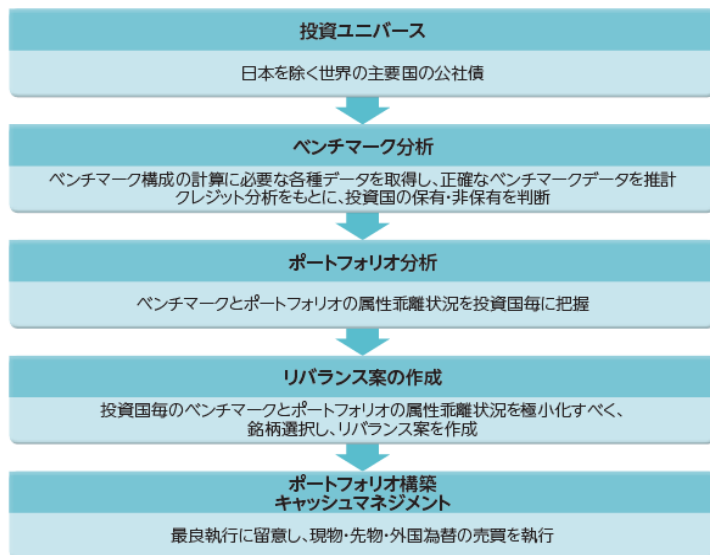 投資ユニバース
日本を除く世界の主要国の公社債
ベンチマーク分析
ベンチマーク構成の計算に必要な各種データを取得し、正確なベンチマークデータを推計
クレジット分析をもとに、投資国の保有・非保有を判断
ポートフォリオ分析
ベンチマークとポートフォリオの属性乖離状況を投資国毎に把握
リバランス案の作成
投資国毎のベンチマークとポートフォリオの属性乖離状況を極小化すべく、
銘柄選択し、リバランス案を作成
ポートフォリオ構築
キャッシュマネジメント
最良執行に留意し、現物・先物・外国為替の売買を執行